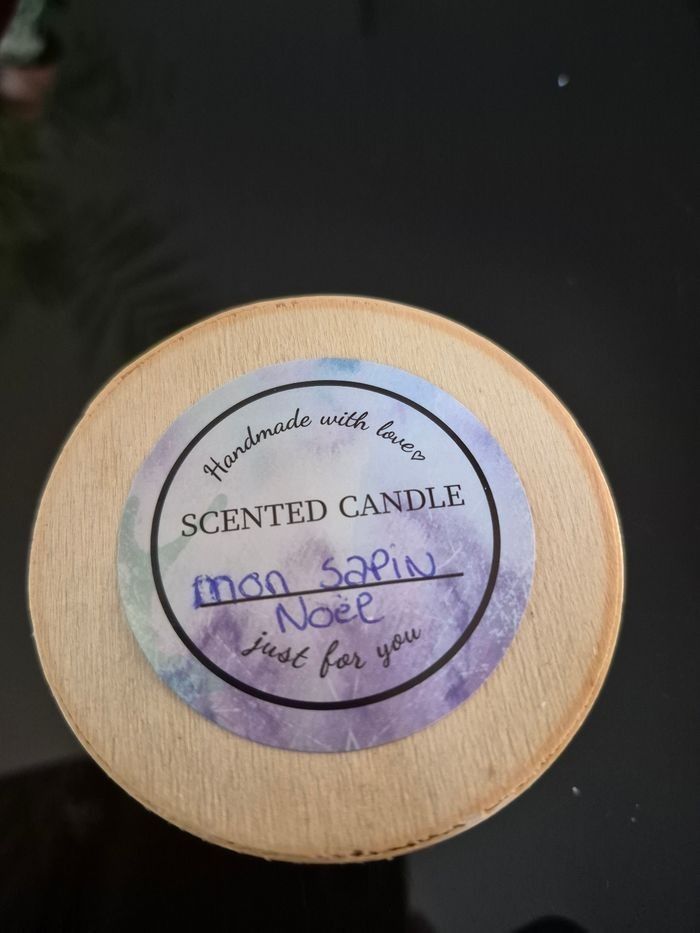 Handmade with love♡
SCENTED CANDLE
mon sapin
Noël
just for you